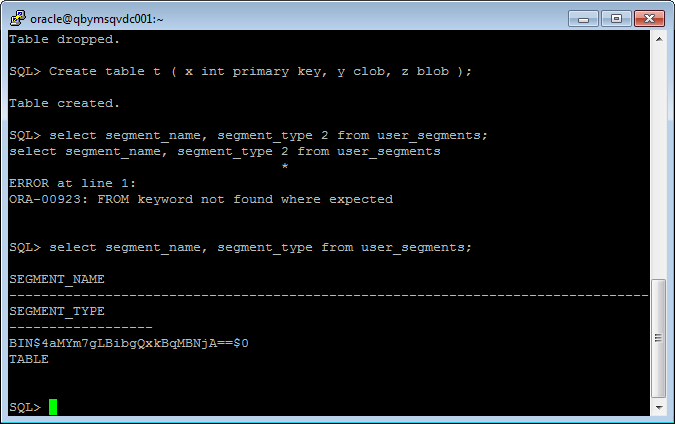 oracle@qbymsqvdc001:~
Table dropped.
SQL> Create table t ( x int primary key, y clob, z blob );
Table created.
SQL> select segment_name, segment_type 2 from user_segments;
select segment_name, segment_type 2 from user_segments
*
ERROR at line 1:
ORA-00923: FROM keyword not found where expected
SQL> select segment_name, segment_type from user_segments;
SEGMENT_NAME
--------------------------------------------------------------------------------
SEGMENT_TYPE
------------------
BIN$4aMYm7gLBibgQxkBqMBNjA==$0
TABLE
SQL>